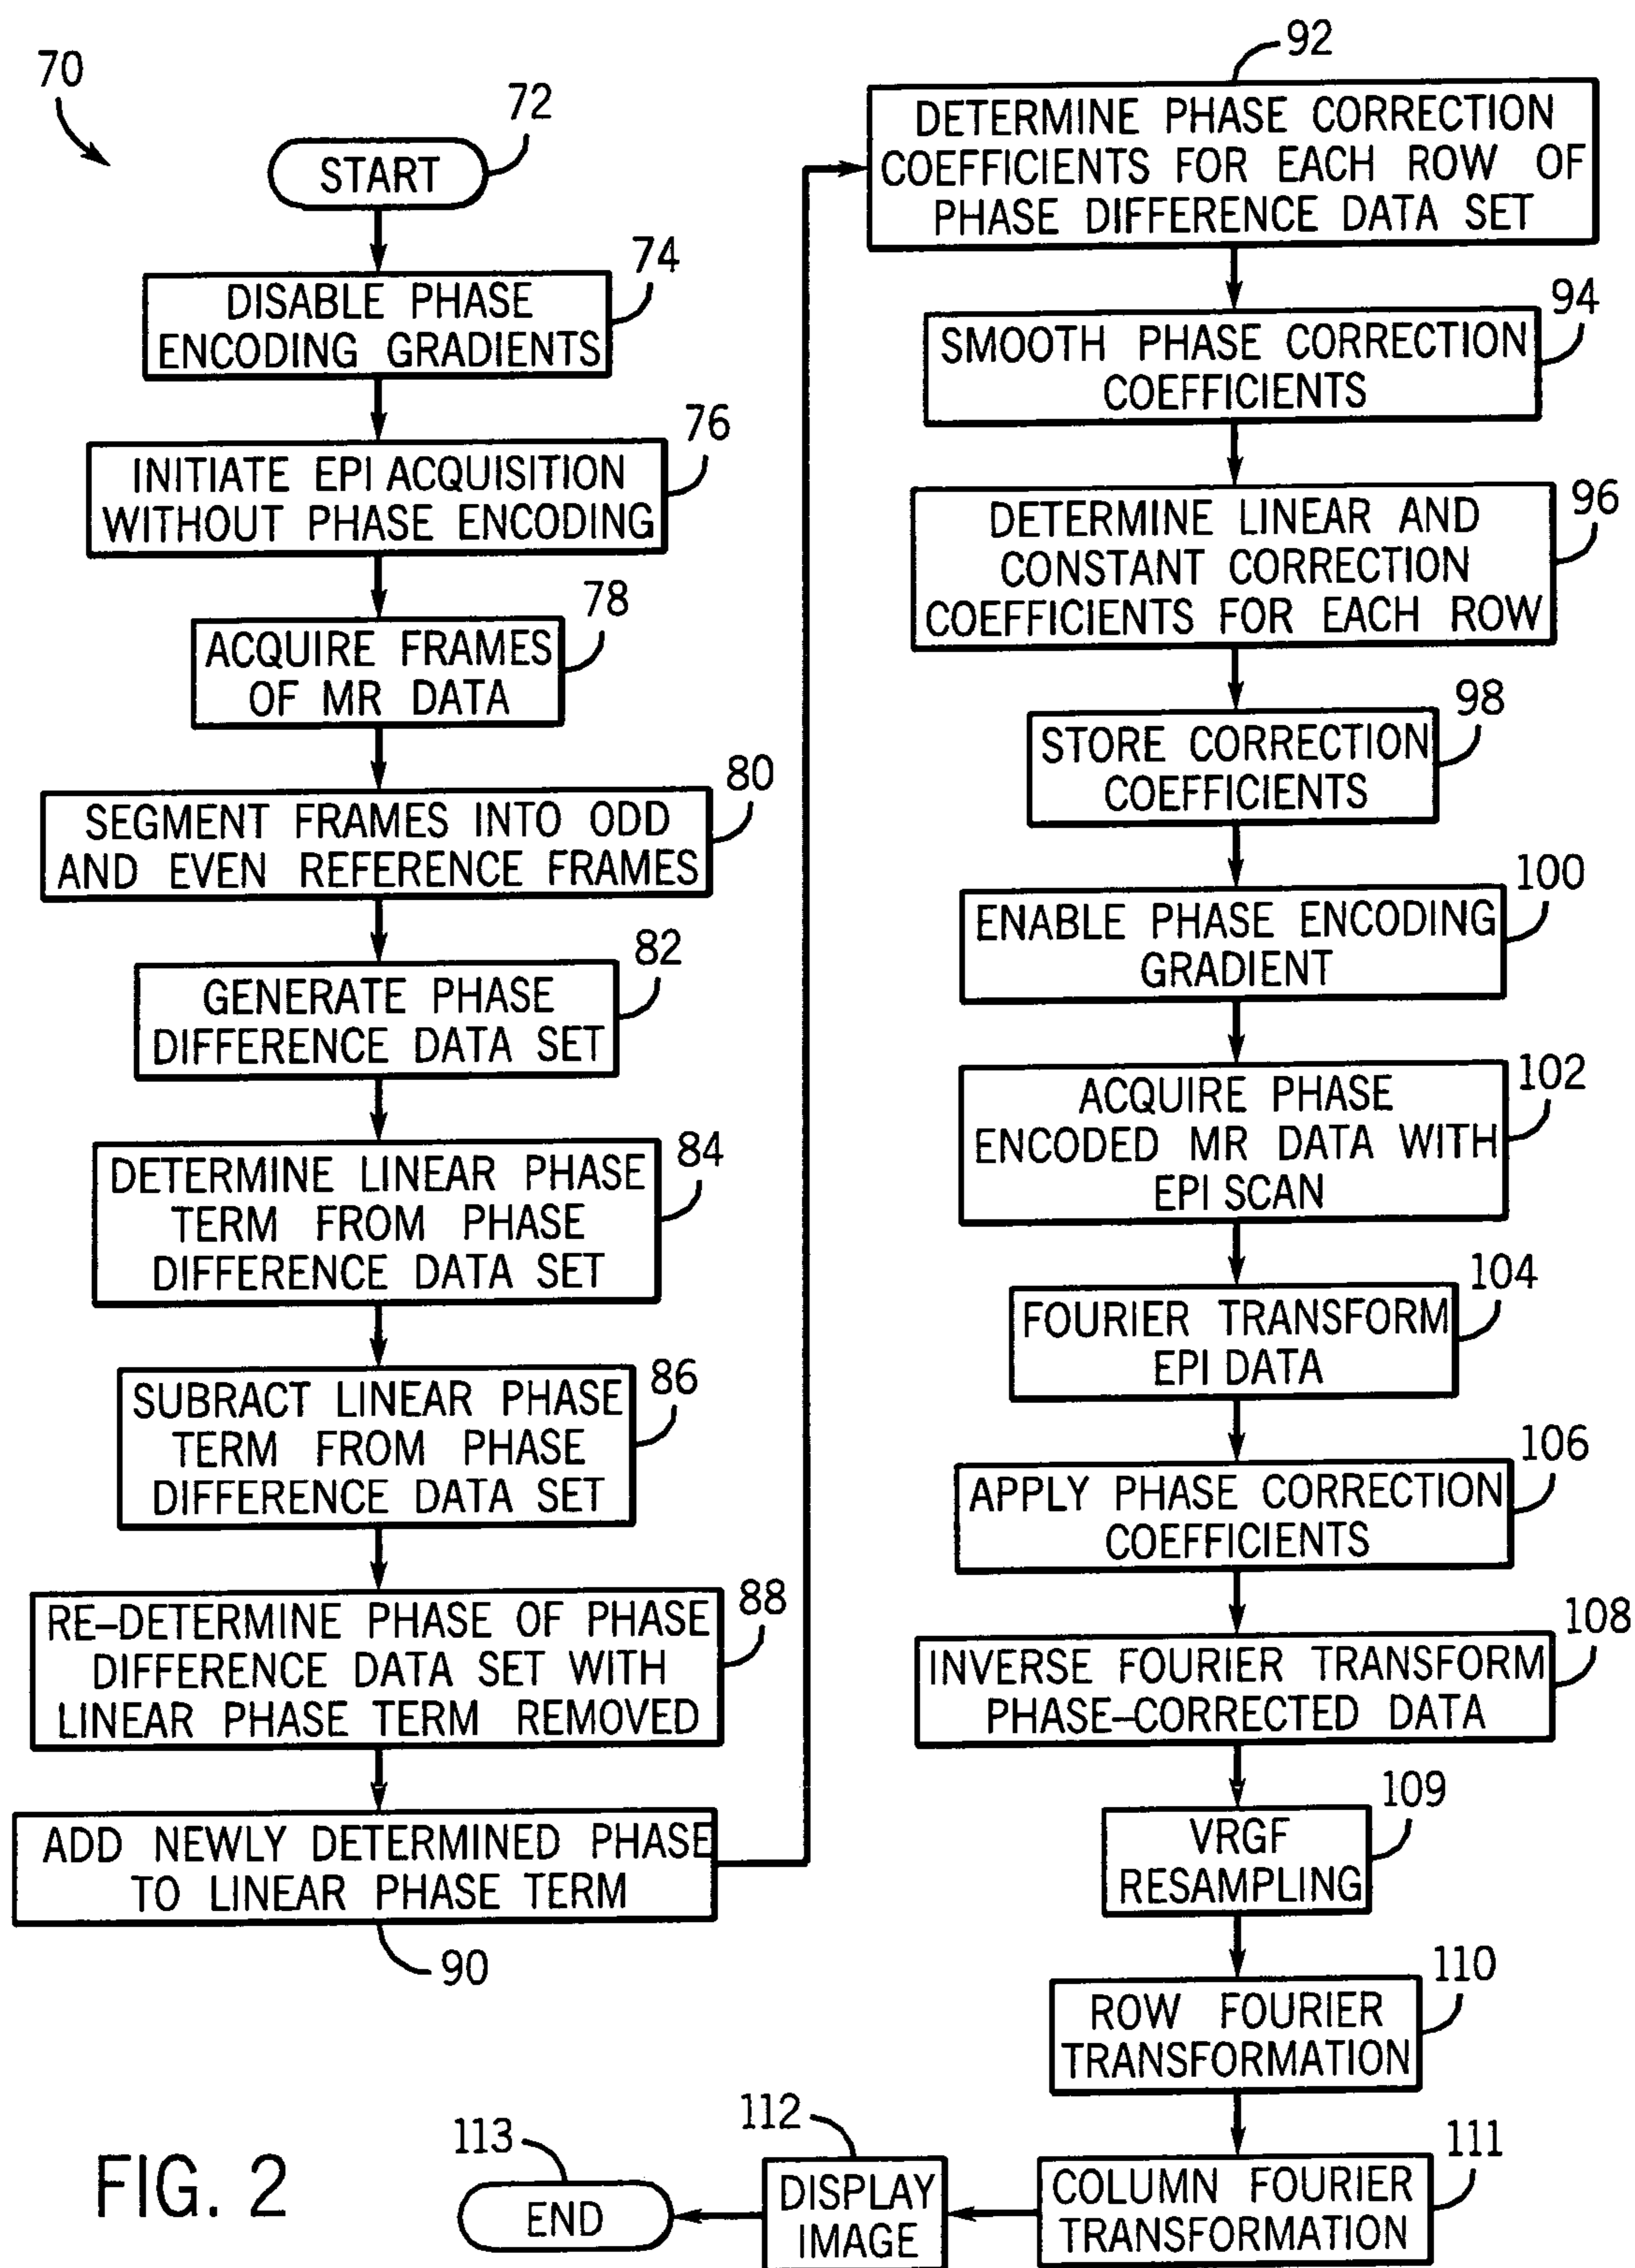 70
72
START
74
DISABLE PHASE
ENCODING GRADIENTS
76
INITIATE EPI ACQUISITION
WITHOUT PHASE ENCODING
78
ACQUIRE FRAMES
OF MR DATA
80
SEGMENT FRAMES INTO ODD
AND EVEN REFERENCE FRAMES
82
GENERATE PHASE
DIFFERENCE DATA SET
84
DETERMINE LINEAR PHASE
TERM FROM PHASE
DIFFERENCE DATA SET
86
SUBRACT LINEAR PHASE
TERM FROM PHASE
DIFFERENCE DATA SET
88
RE-DETERMINE PHASE OF PHASE
DIFFERENCE DATA SET WITH
LINEAR PHASE TERM REMOVED
ADD NEWLY DETERMINED PHASE
TO LINEAR PHASE TERM
90
92
DETERMINE PHASE CORRECTION
COEFFICIENTS FOR EACH ROW OF
PHASE DIFFERENCE DATA SET
94
SMOOTH PHASE CORRECTION
COEFFICIENTS
96
DETERMINE LINEAR AND
CONSTANT CORRECTION
COEFFICIENTS FOR EACH ROW
98
STORE CORRECTION
COEFFICIENTS
100
ENABLE PHASE ENCODING
GRADIENT
102
ACQUIRE PHASE
ENCODED MR DATA WITH
EPI SCAN
104
FOURIER TRANSFORM
EPI DATA
106
APPLY PHASE CORRECTION
COEFFICIENTS
108
INVERSE FOURIER TRANSFORM
PHASE-CORRECTED DATA
109
VRGF
RESAMPLING
110
ROW FOURIER
TRANSFORMATION
111
COLUMN FOURIER
TRANSFORMATION
112
DISPLAY
IMAGE
113
END
FIG. 2